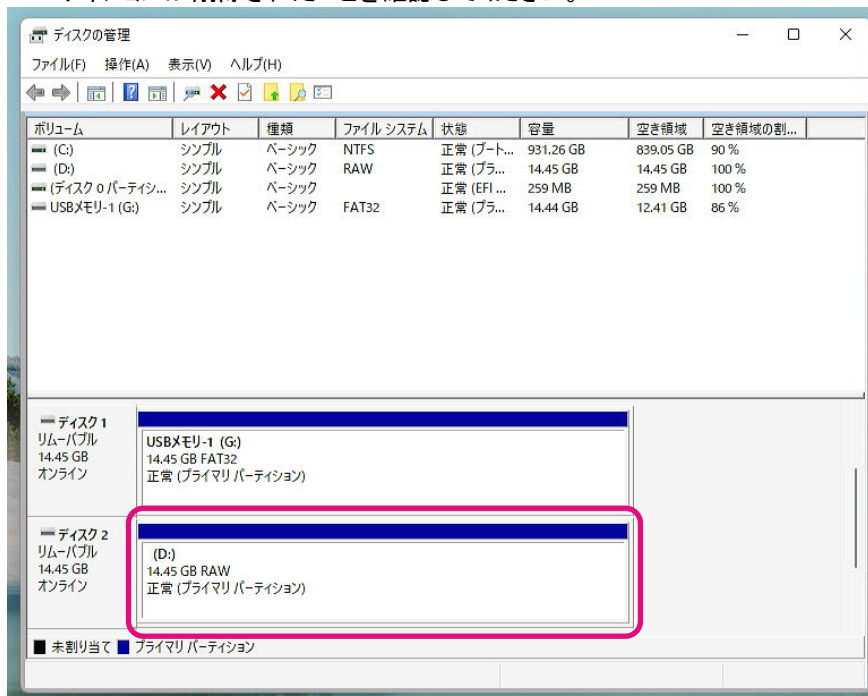 ディスクの管理
ファイル(F) 操作(A) 表示(V) ヘルプ(H)
ボリューム レイアウト 種類 ファイル システム 状態 容量 空き領域 空き領域の割...
(C:) シンプル ベーシック NTFS 正常 (ブート... 931.26 GB 839.05 GB 90 %
(D:) シンプル ベーシック RAW 正常 (プラ... 14.45 GB 14.45 GB 100 %
(ディスク 0 パーティシ... シンプル ベーシック 正常 (EFI ... 259 MB 259 MB 100 %
USBメモリ-1 (G:) シンプル ベーシック FAT32 正常 (プラ... 14.44 GB 12.41 GB 86 %
ディスク 1
リムーバブル
14.45 GB
オンライン
USBメモリ-1 (G:)
14.45 GB FAT32
正常 (プライマリ パーティション)
ディスク 2
リムーバブル
14.45 GB
オンライン
(D:)
14.45 GB RAW
正常 (プライマリ パーティション)
未割り当て プライマリ パーティション